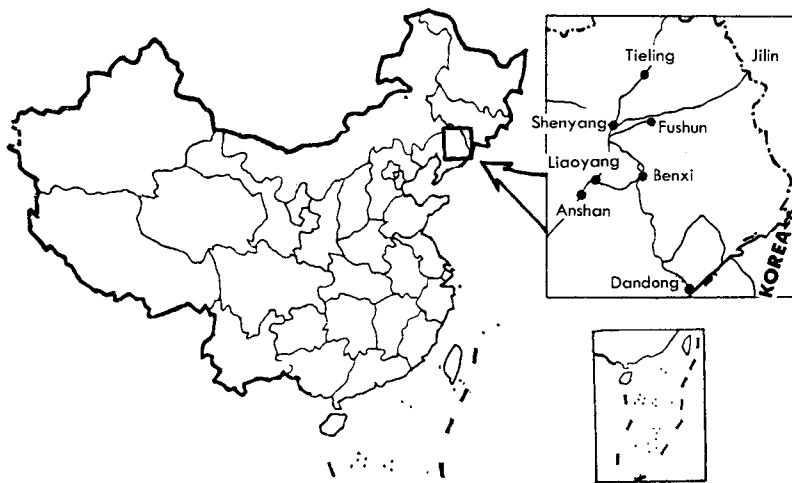 Tieling
Jilin
Shenyang
Fushun
Liaoyang
Benxi
Anshan
Dandong
KOREA